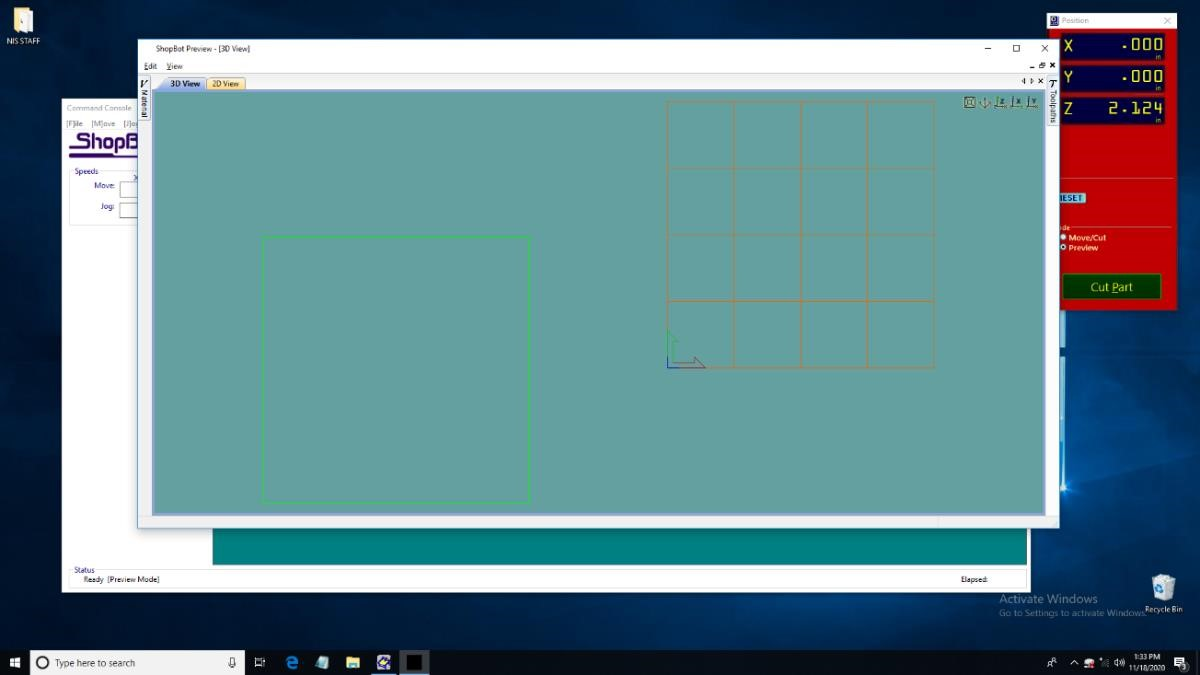 NIS STAFF
ShopBot Preview - [3D View]
Edit View
3D View 2D View
Material
Toolpaths
Z X Y
Position
X .000
in
Y .000
in
Z 2.124
in
Move/Cut
Preview
Cut Part
Command Console
[F]ile [M]ove
Speeds
Move:
Jog:
Status
Ready [Preview Mode]
Elapsed:
Activate Windows
Go to Settings to activate Windows.
Recycle Bin
Type here to search
1:33 PM
11/18/2020